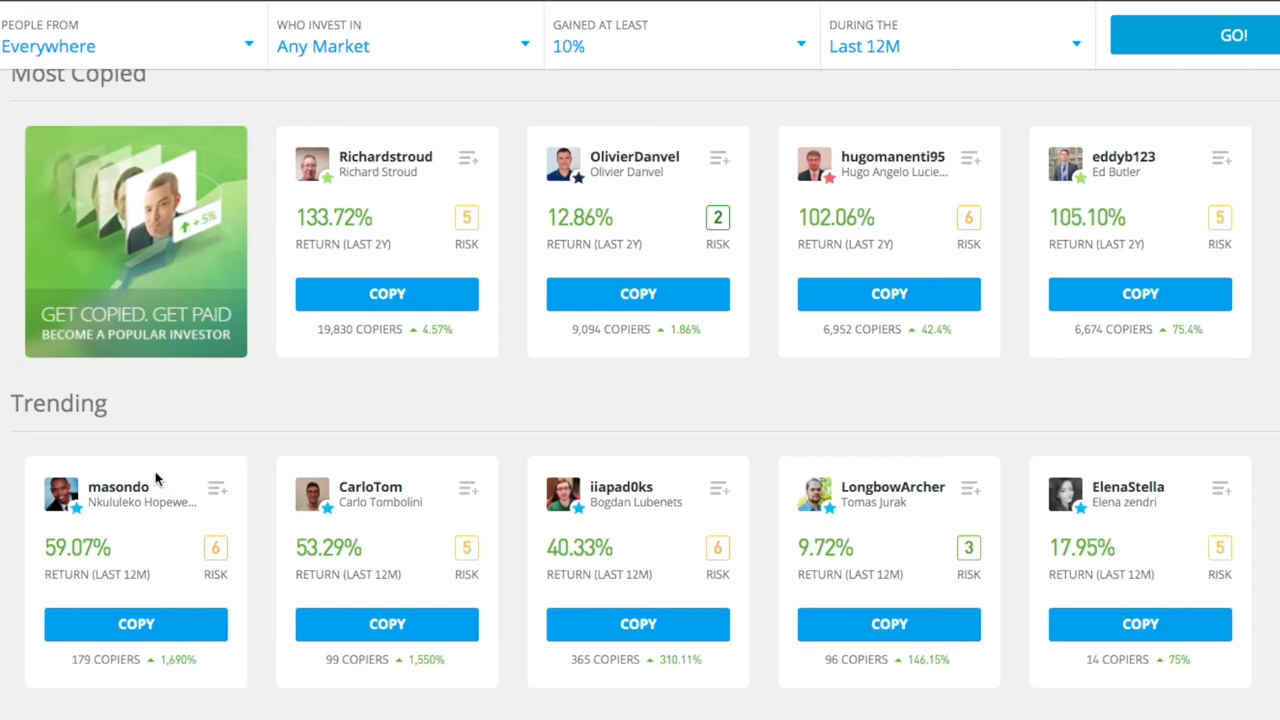 PEOPLE FROM
Everywhere
WHO INVEST IN
Any Market
GAINED AT LEAST
10%
DURING THE
Last 12M
GO!
Most Copied
GET COPIED. GET PAID
BECOME A POPULAR INVESTOR
+5%
Richardstroud
Richard Stroud
133.72%
5
RETURN (LAST 2Y)
RISK
COPY
19,830 COPIERS 4.57%
OlivierDanvel
Olivier Danvel
12.86%
2
RETURN (LAST 2Y)
RISK
COPY
9,094 COPIERS 1.86%
hugomanenti95
Hugo Angelo Lucie...
102.06%
6
RETURN (LAST 2Y)
RISK
COPY
6,952 COPIERS 42.4%
eddyb123
Ed Butler
105.10%
5
RETURN (LAST 2Y)
RISK
COPY
6,674 COPIERS 75.4%
Trending
masondo
Nkululeko Hopewe...
59.07%
6
RETURN (LAST 12M)
RISK
COPY
179 COPIERS 1,690%
CarloTom
Carlo Tombolini
53.29%
5
RETURN (LAST 12M)
RISK
COPY
99 COPIERS 1,550%
iiapad0ks
Bogdan Lubenets
40.33%
6
RETURN (LAST 12M)
RISK
COPY
365 COPIERS 310.11%
LongbowArcher
Tomas Jurak
9.72%
3
RETURN (LAST 12M)
RISK
COPY
96 COPIERS 146.15%
ElenaStella
Elena zendri
17.95%
5
RETURN (LAST 12M)
RISK
COPY
14 COPIERS 75%